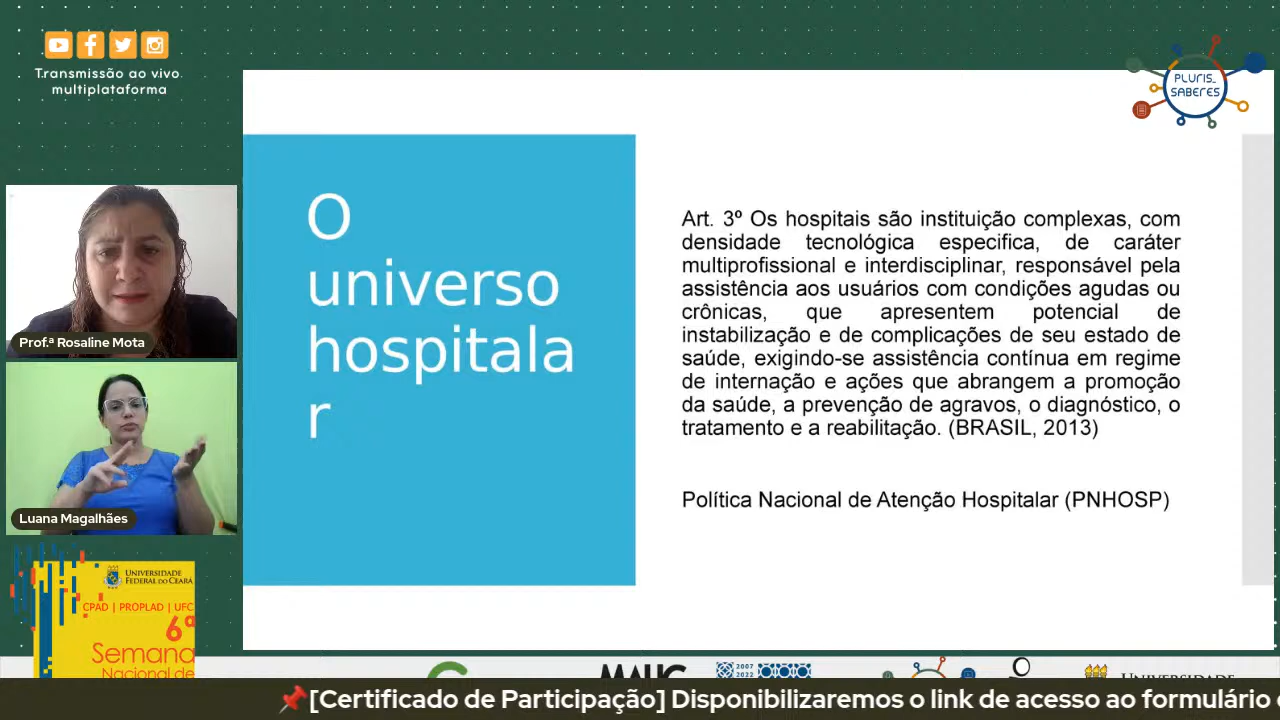 Transmissão ao vivo
multiplataforma
PLURIS_
SABERES
O
universo
hospitala
r
Art. 3º Os hospitais são instituição complexas, com
densidade tecnológica especifica, de caráter
multiprofissional e interdisciplinar, responsável pela
assistência aos usuários com condições agudas ou
crônicas, que apresentem potencial de
instabilização e de complicações de seu estado de
saúde, exigindo-se assistência contínua em regime
de internação e ações que abrangem a promoção
da saúde, a prevenção de agravos, o diagnóstico, o
tratamento e a reabilitação. (BRASIL, 2013)
Política Nacional de Atenção Hospitalar (PNHOSP)
Prof.ª Rosaline Mota
Luana Magalhães
UNIVERSIDADE
FEDERAL DO CEARÁ
CPAD | PROPLAD | UFC
6ª
Semana
Nacional de
2007
2022
[Certificado de Participação] Disponibilizaremos o link de acesso ao formulário